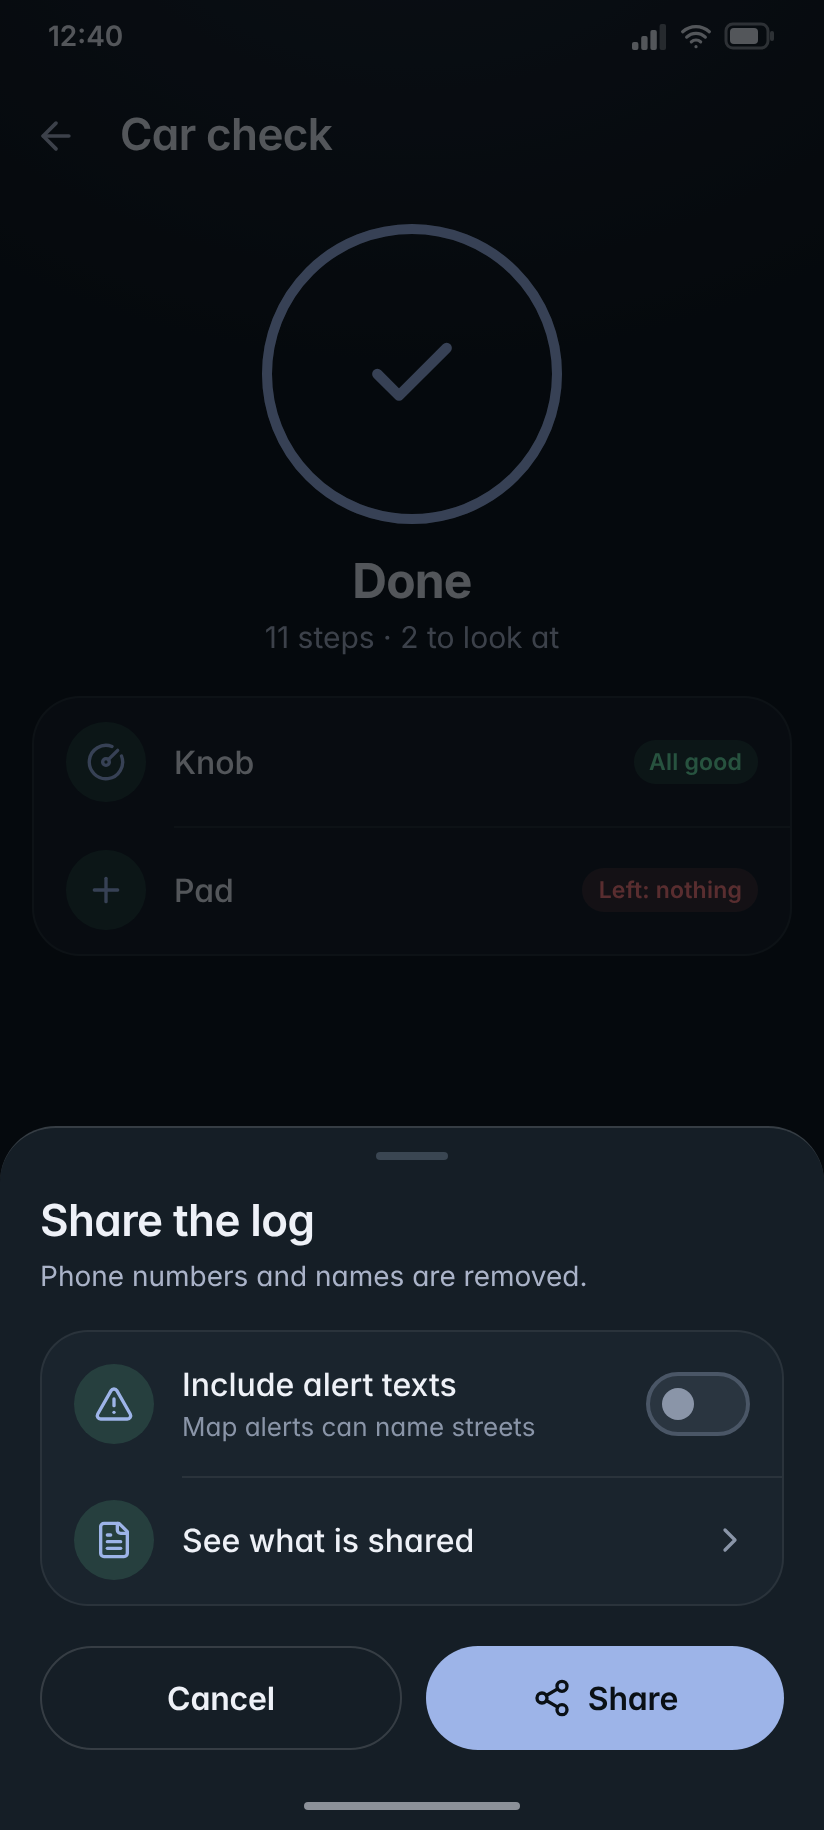 12:40
Car check
Done
11 steps · 2 to look at
Knob
All good
Pad
Left: nothing
Share the log
Phone numbers and names are removed.
Include alert texts
Map alerts can name streets
See what is shared
Cancel
Share